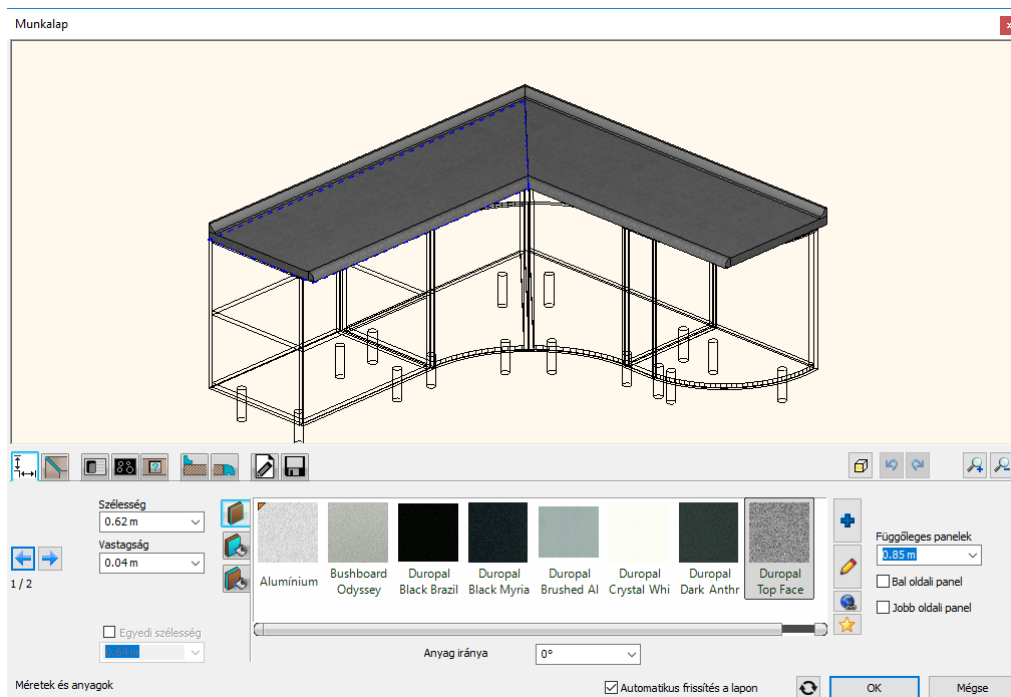 Munkalap
Szélesség
0.62 m
Vastagság
0.04 m
1 / 2
Egyedi szélesség
0.64 m
Alumínium
Bushboard
Odyssey
Duropal
Black Brazil
Duropal
Black Myria
Duropal
Brushed Al
Duropal
Crystal Whi
Duropal
Dark Anthr
Duropal
Top Face
Anyag iránya
0°
Függőleges panelek
0.85 m
Bal oldali panel
Jobb oldali panel
Méretek és anyagok
Automatikus frissítés a lapon
OK
Mégse